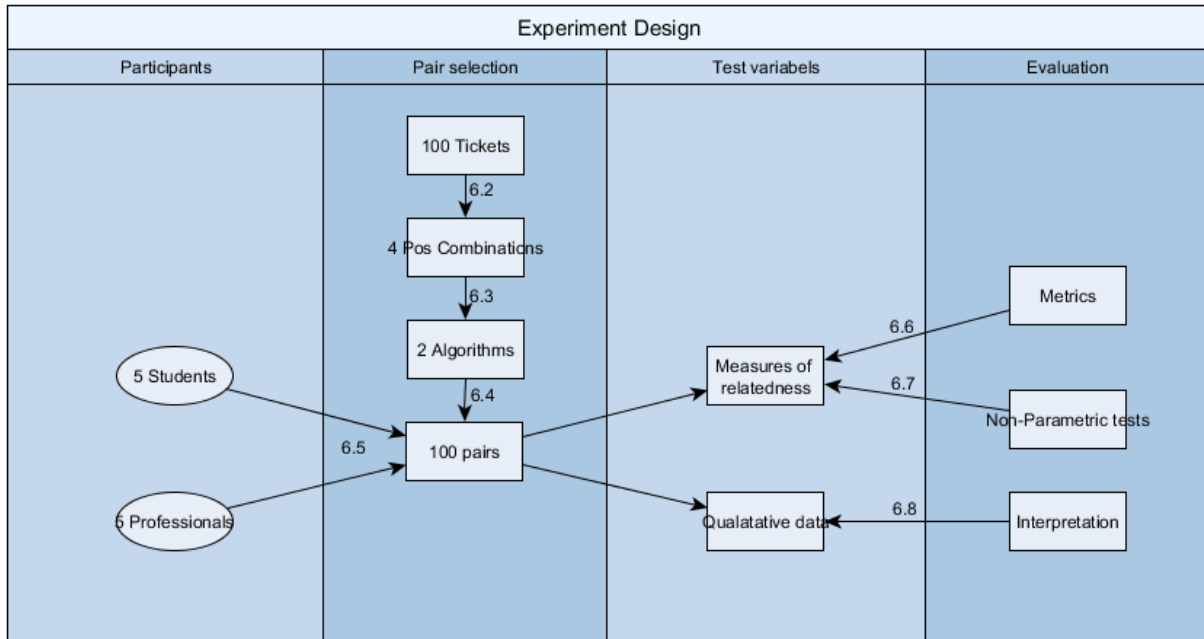 Experiment Design
Participants
Pair selection
Test variabels
Evaluation
100 Tickets
6.2
4 Pos Combinations
6.3
2 Algorithms
6.4
100 pairs
5 Students
6.5
5 Professionals
Measures of
relatedness
Qualatative data
Metrics
6.6
6.7
Non-Parametric tests
6.8
Interpretation